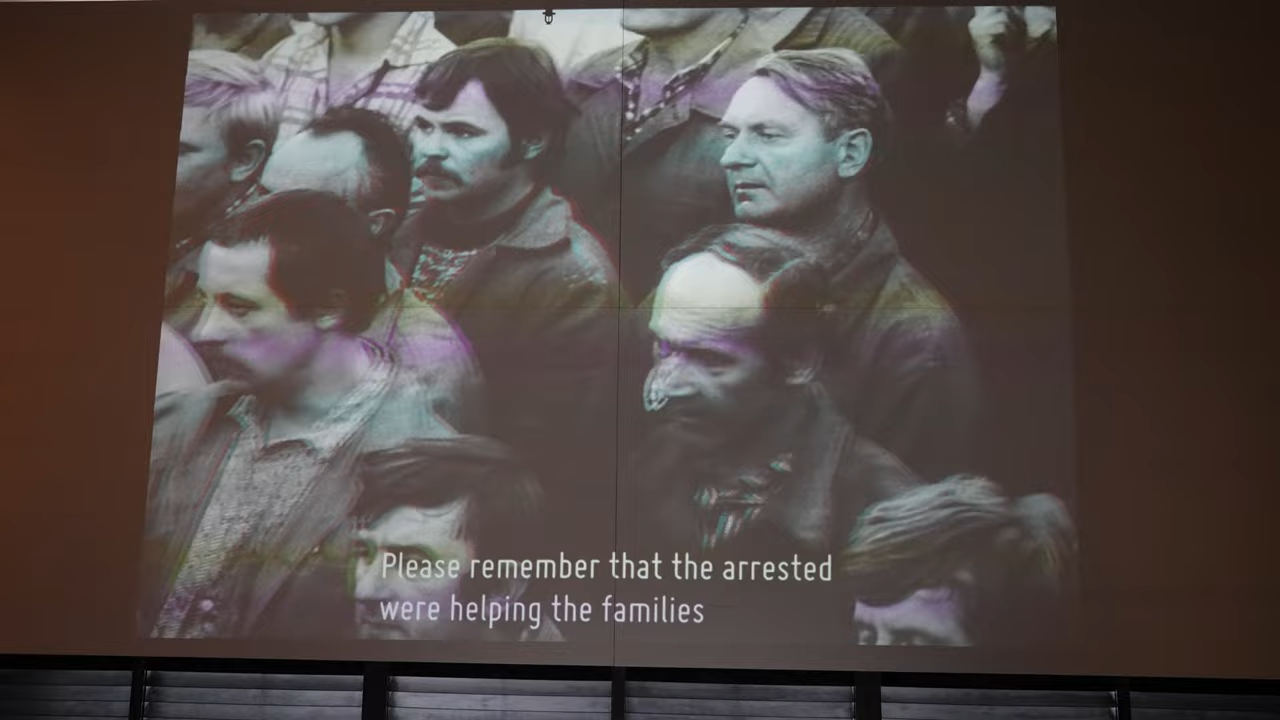 Please remember that the arrested
were helping the families